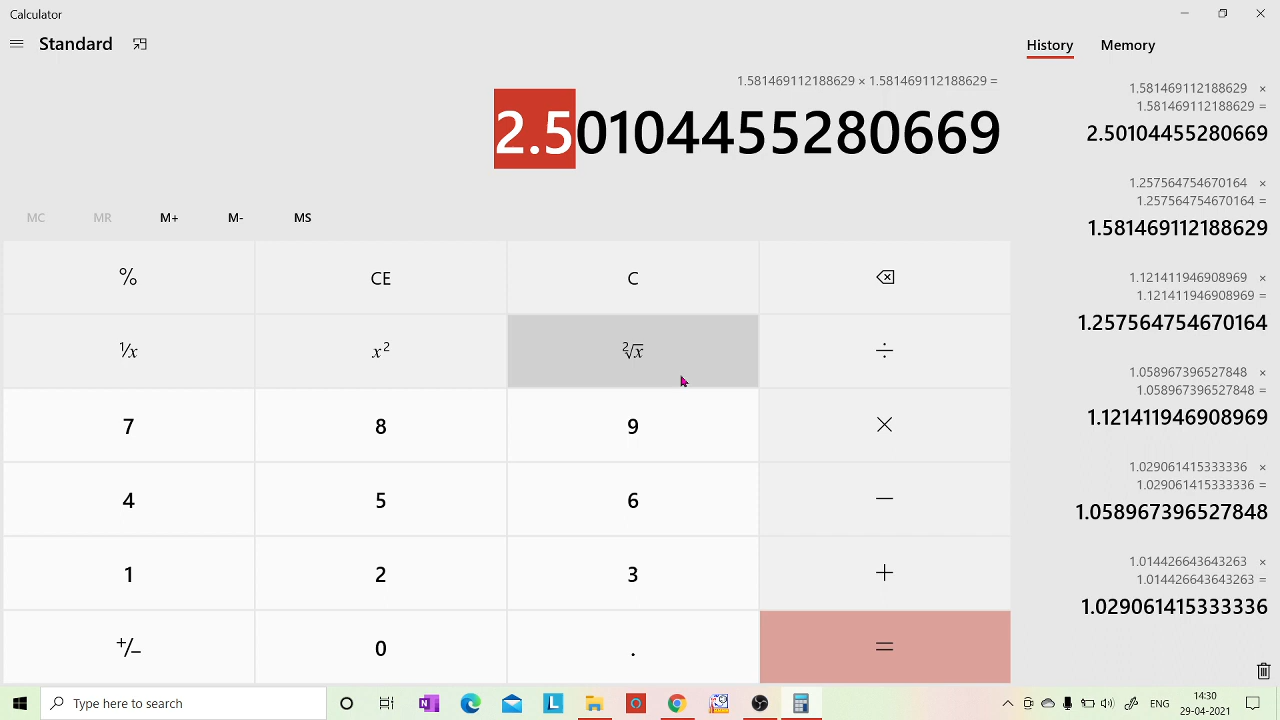 Calculator
Standard
History Memory
1.581469112188629 × 1.581469112188629 =
2.50104455280669
MC MR M+ M- MS
% CE C
1/x x² ²√x ÷
7 8 9 ×
4 5 6 −
1 2 3 +
+/− 0 . =
1.581469112188629 ×
1.581469112188629 =
2.50104455280669
1.257564754670164 ×
1.257564754670164 =
1.581469112188629
1.121411946908969 ×
1.121411946908969 =
1.257564754670164
1.058967396527848 ×
1.058967396527848 =
1.121411946908969
1.029061415333336 ×
1.029061415333336 =
1.058967396527848
1.014426643643263 ×
1.014426643643263 =
1.029061415333336
Type here to search
ENG
14:30
29-04-2021